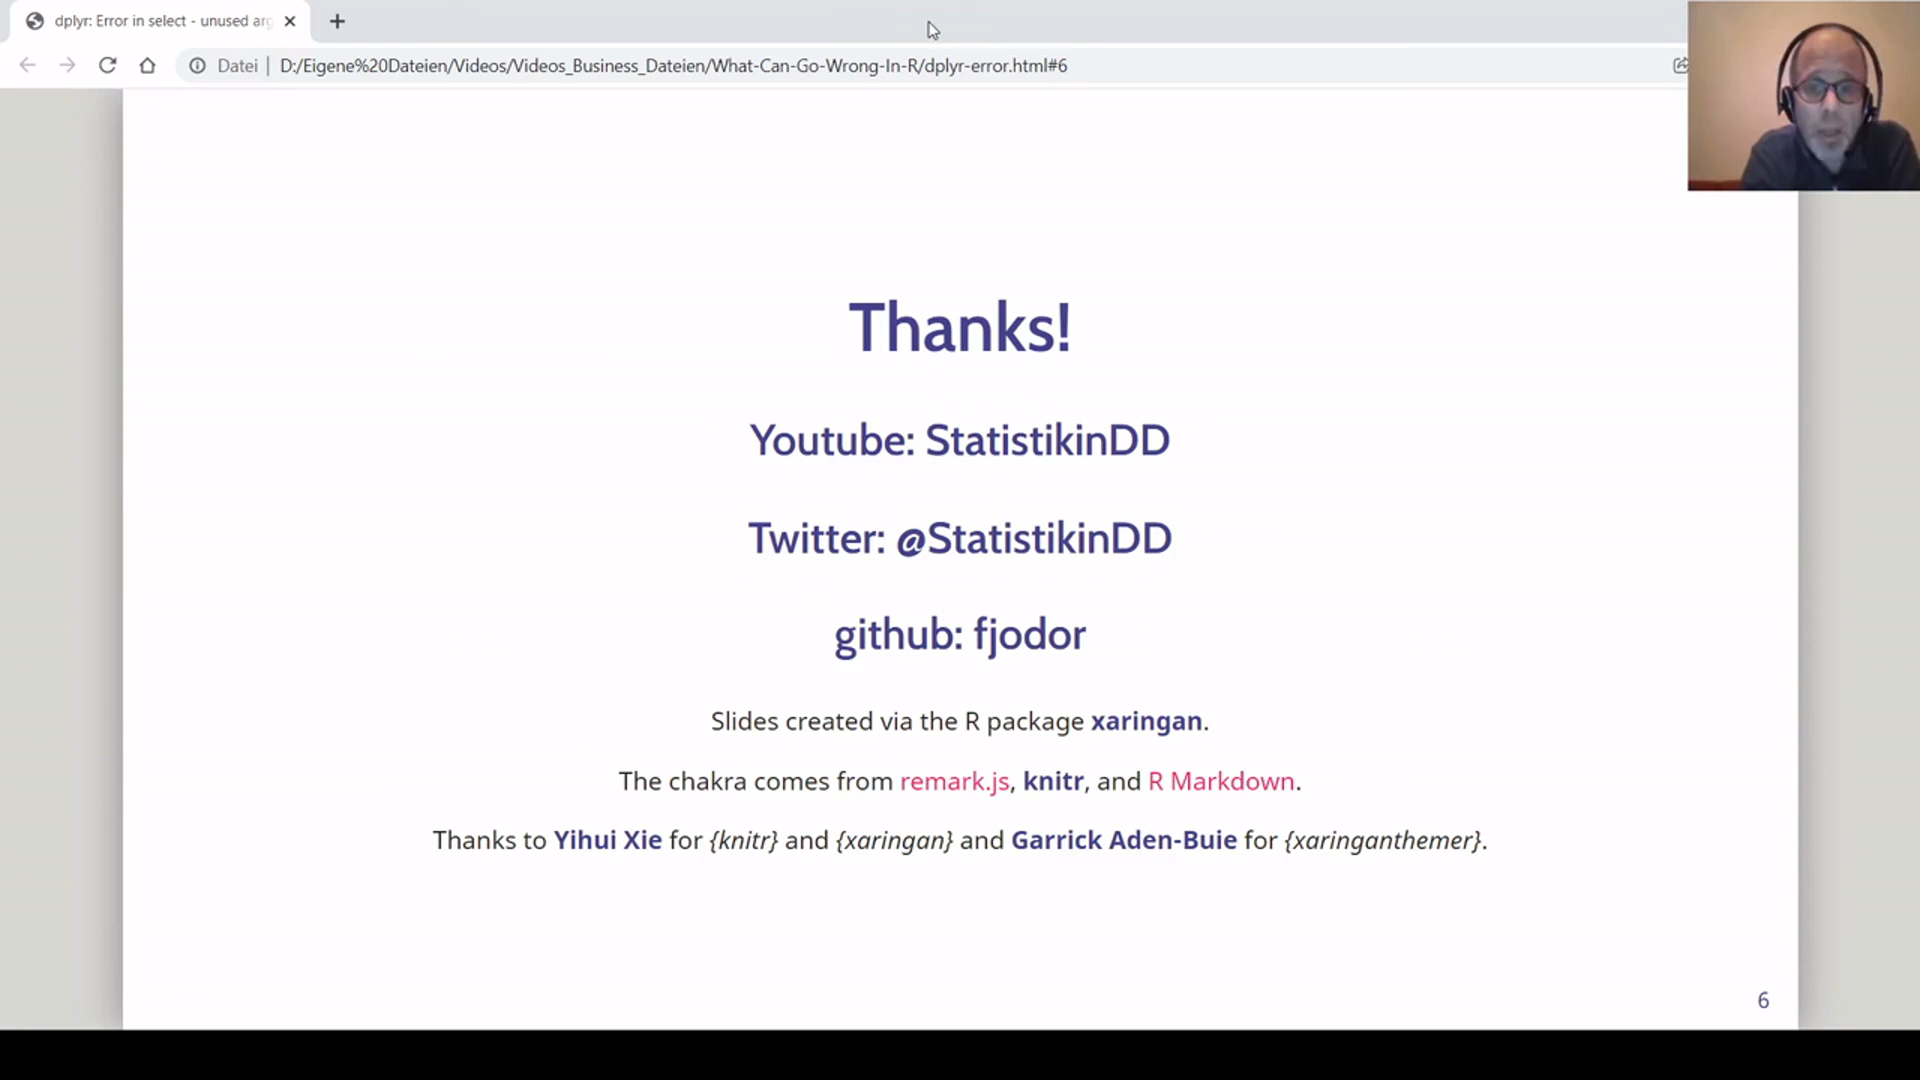 dplyr: Error in select - unused arg
Datei | D:/Eigene%20Dateien/Videos/Videos_Business_Dateien/What-Can-Go-Wrong-In-R/dplyr-error.html#6
Thanks!
Youtube: StatistikinDD
Twitter: @StatistikinDD
github: fjodor
Slides created via the R package xaringan.
The chakra comes from remark.js, knitr, and R Markdown.
Thanks to Yihui Xie for {knitr} and {xaringan} and Garrick Aden-Buie for {xaringanthemer}.
6